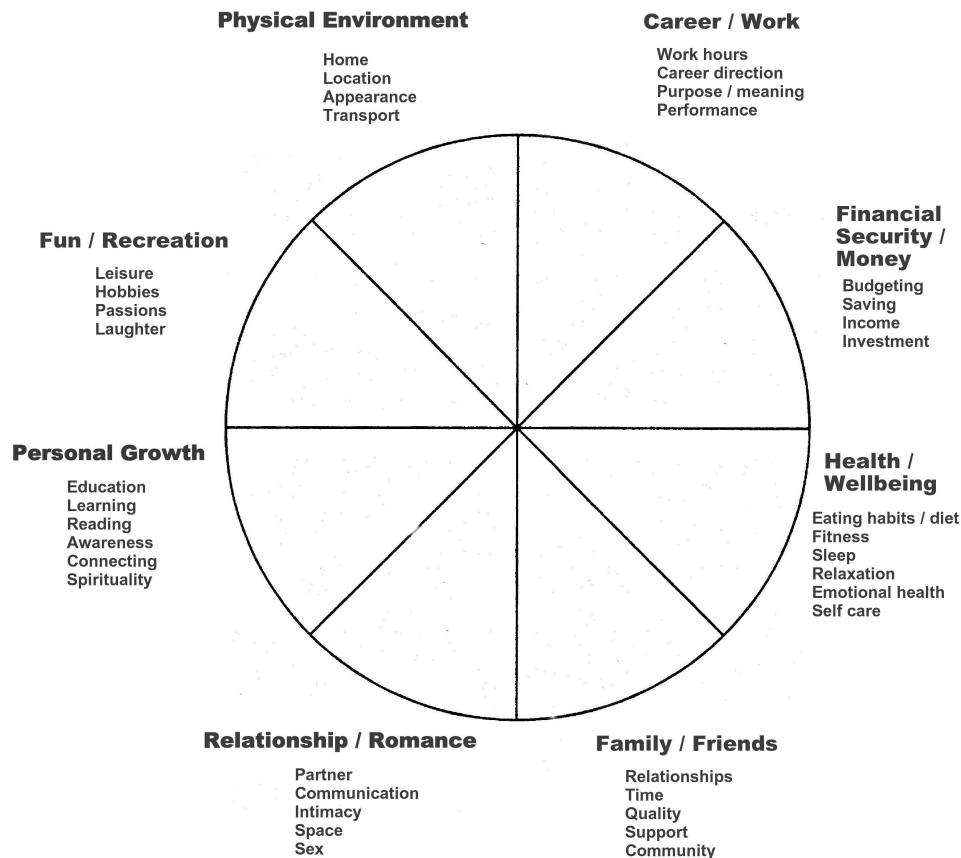 Physical Environment
Home
Location
Appearance
Transport
Career / Work
Work hours
Career direction
Purpose / meaning
Performance
Financial
Security /
Money
Budgeting
Saving
Income
Investment
Health /
Wellbeing
Eating habits / diet
Fitness
Sleep
Relaxation
Emotional health
Self care
Family / Friends
Relationships
Time
Quality
Support
Community
Relationship / Romance
Partner
Communication
Intimacy
Space
Sex
Personal Growth
Education
Learning
Reading
Awareness
Connecting
Spirituality
Fun / Recreation
Leisure
Hobbies
Passions
Laughter